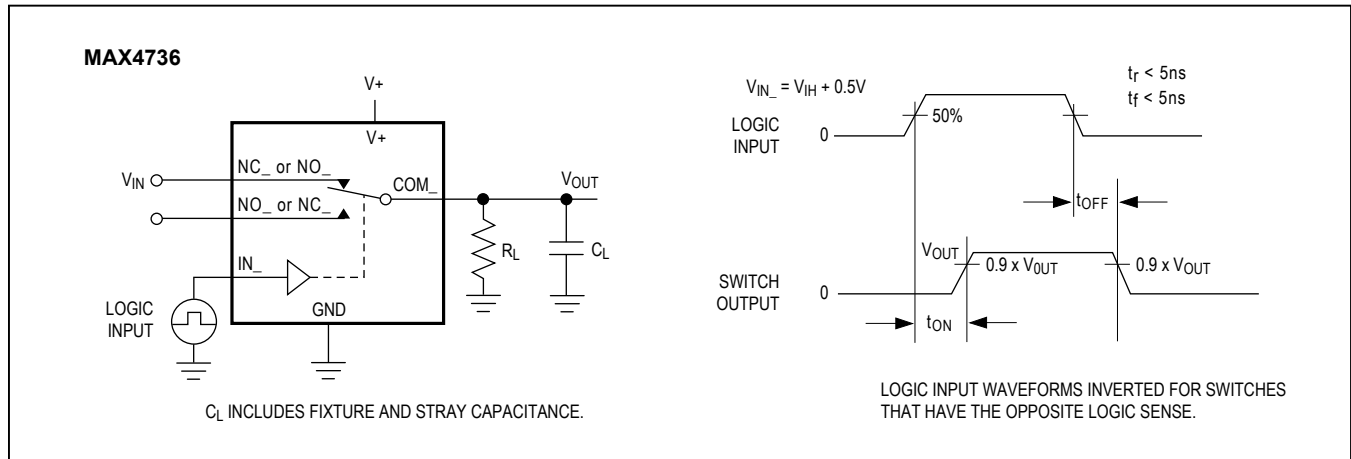 MAX4736
V+
V+
VIN
NC_ or NO_
COM_
VOUT
NO_ or NC_
RL
CL
IN_
LOGIC
INPUT
GND
CL INCLUDES FIXTURE AND STRAY CAPACITANCE.
VIN_ = VIH + 0.5V
LOGIC
INPUT
0
50%
tr < 5ns
tf < 5ns
tOFF
VOUT
0.9 x V0UT
0.9 x VOUT
SWITCH
OUTPUT
0
tON
LOGIC INPUT WAVEFORMS INVERTED FOR SWITCHES
THAT HAVE THE OPPOSITE LOGIC SENSE.